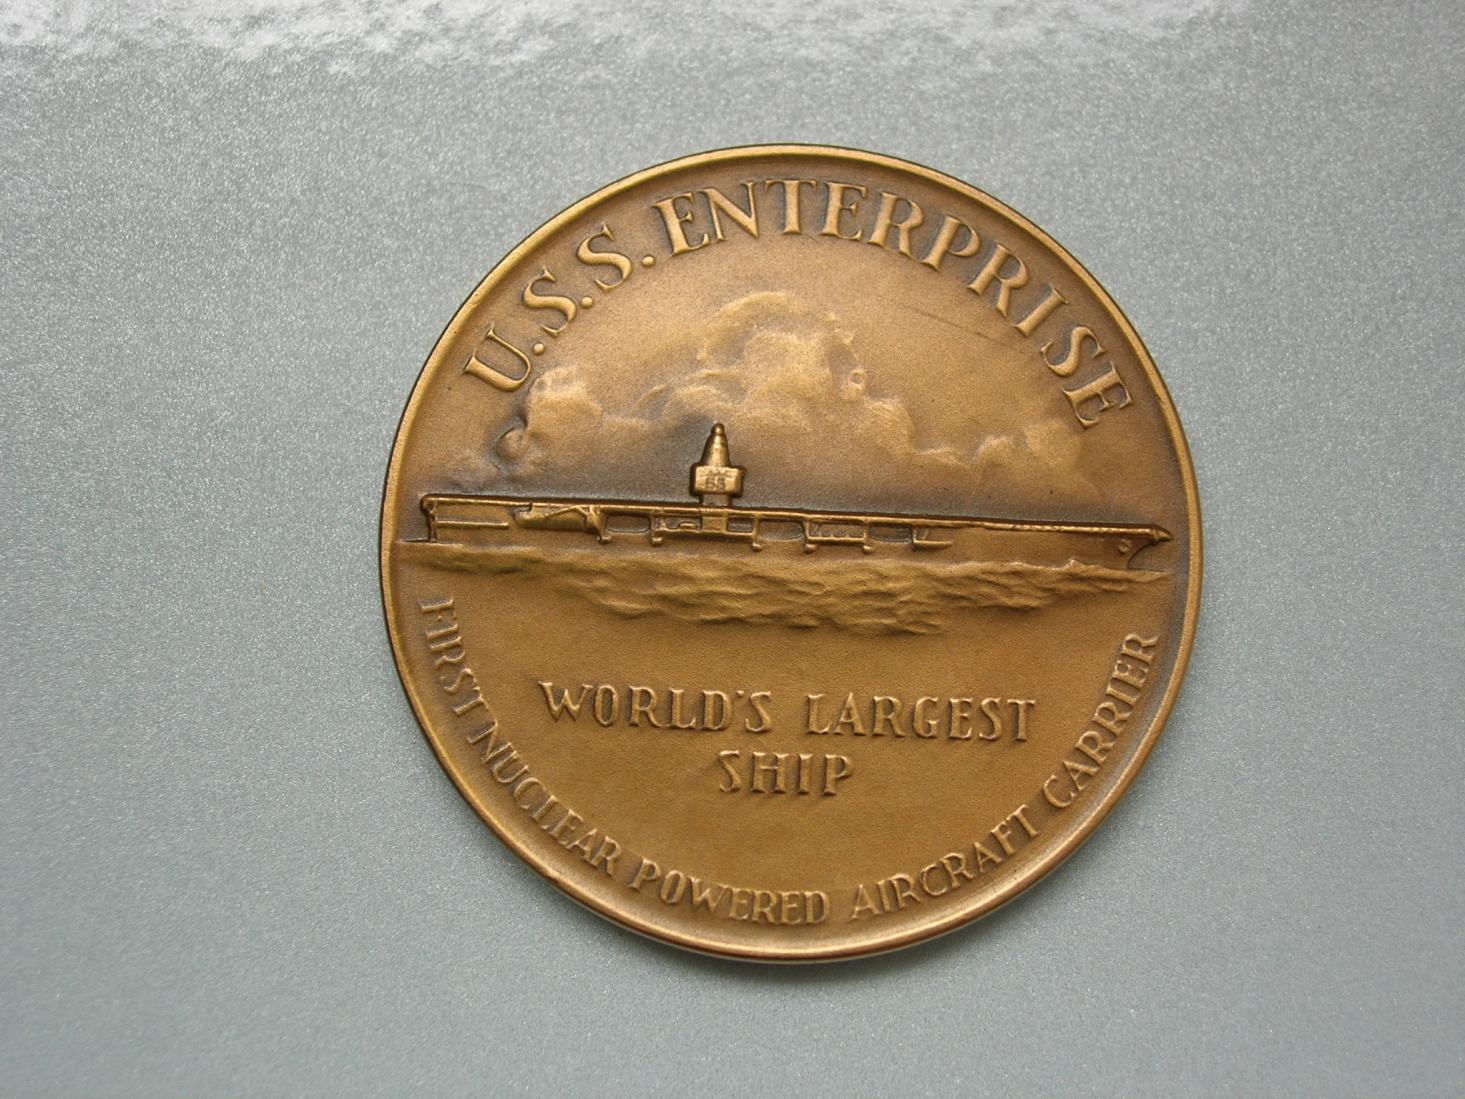 U.S.S. ENTERPRISE
WORLD'S LARGEST
SHIP
FIRST NUCLEAR POWERED AIRCRAFT CARRIER